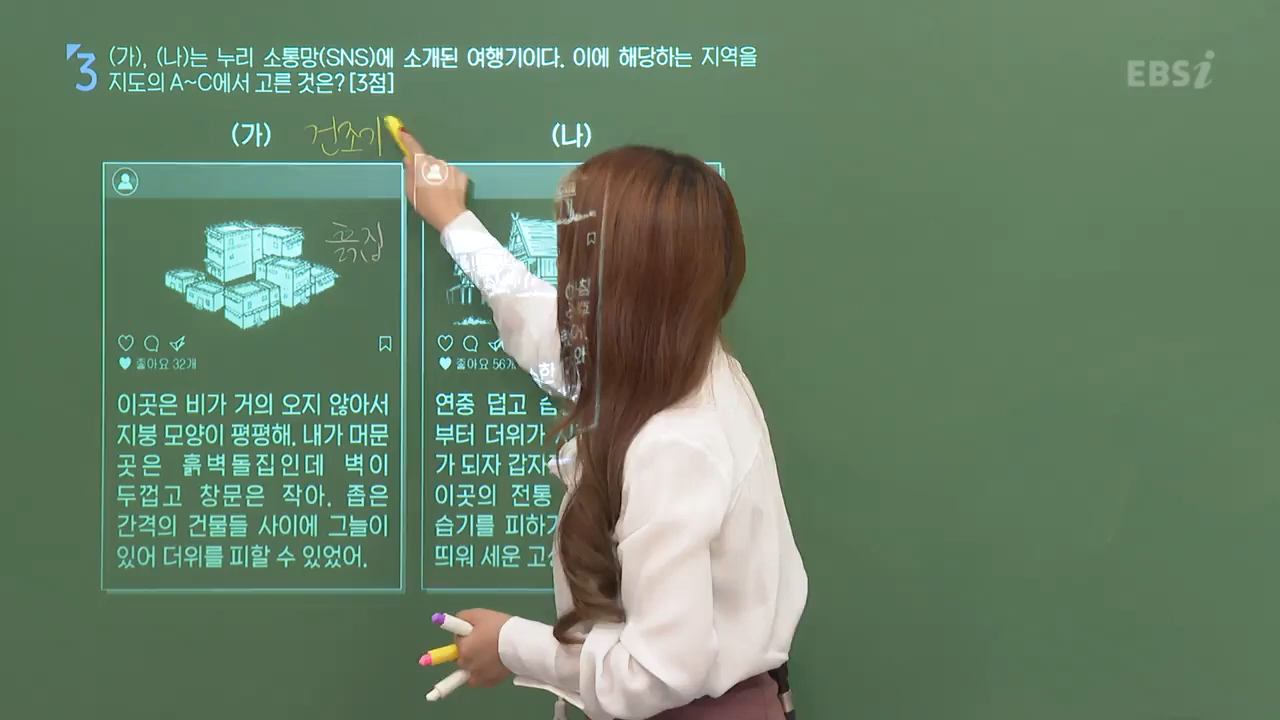 3 (가), (나)는 누리 소통망(SNS)에 소개된 여행기이다. 이에 해당하는 지역을
지도의 A~C에서 고른 것은? [3점]
EBSi
(가) 건조기
(나)
흙집
좋아요 32개
이곳은 비가 거의 오지 않아서
지붕 모양이 평평해. 내가 머문
곳은 흙벽돌집인데 벽이
두껍고 창문은 작아. 좁은
간격의 건물들 사이에 그늘이
있어 더위를 피할 수 있었어.
좋아요 56개
연중 덥고
부터 더위가
가 되자
이곳의 전통
습기를
띄워 세운